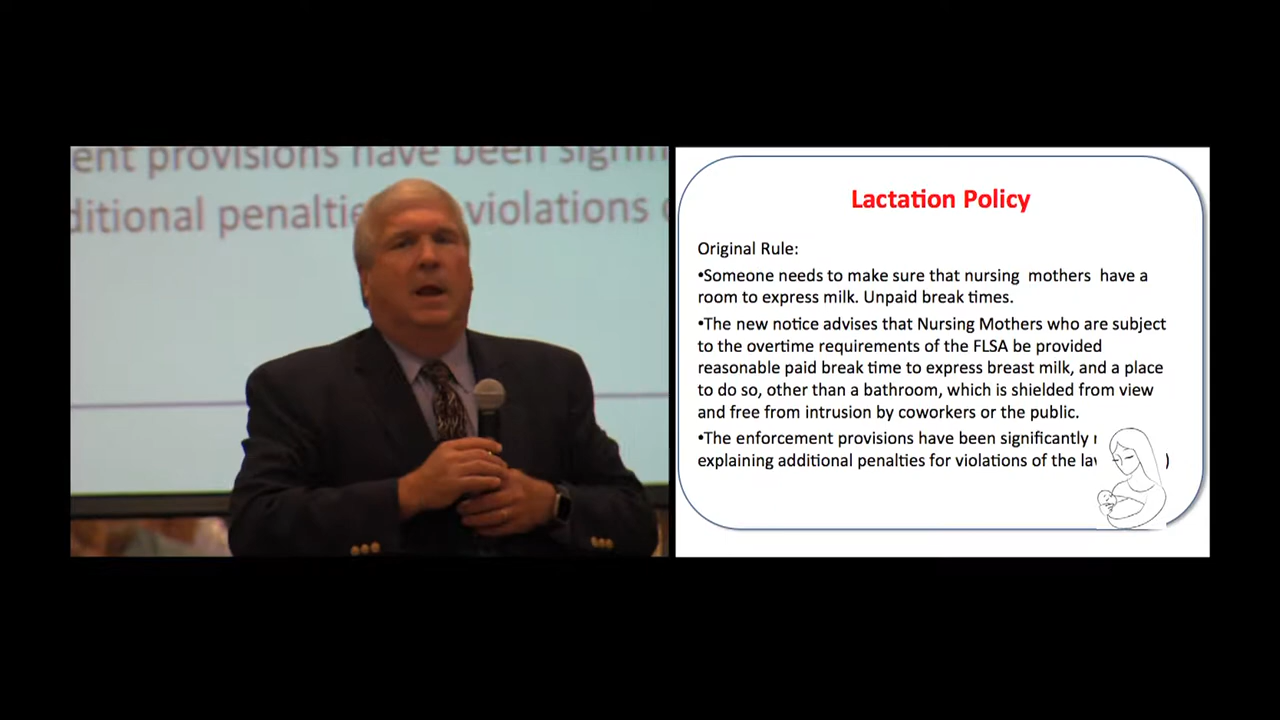 ent provisions have been
ditional penaltie violations
Lactation Policy
Original Rule:
•Someone needs to make sure that nursing mothers have a
room to express milk. Unpaid break times.
•The new notice advises that Nursing Mothers who are subject
to the overtime requirements of the FLSA be provided
reasonable paid break time to express breast milk, and a place
to do so, other than a bathroom, which is shielded from view
and free from intrusion by coworkers or the public.
•The enforcement provisions have been significantly
explaining additional penalties for violations of the la )